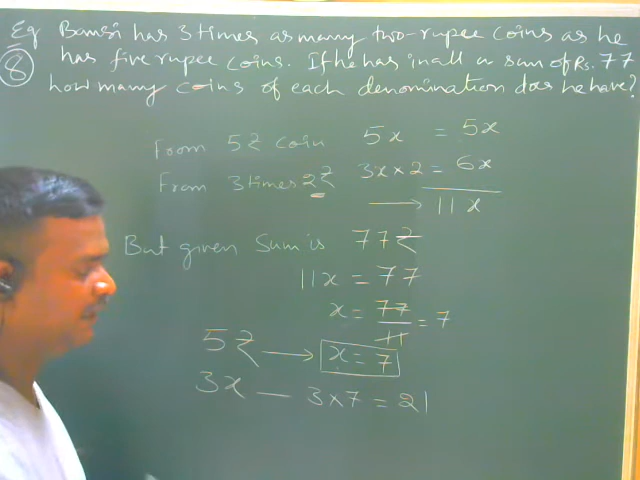 Eg Bansi has 3 times as many two-rupee coins as he
8 has five rupee coins. If he has in all a sum of Rs. 77
how many coins of each denomination does he have?
From 5₹ coin 5x = 5x
From 3 times 2₹ 3x x 2 = 6x
→ 11x
But given Sum is 77₹
11x = 77
x = 77/11 = 7
5₹ → x = 7
3x — 3 x 7 = 21